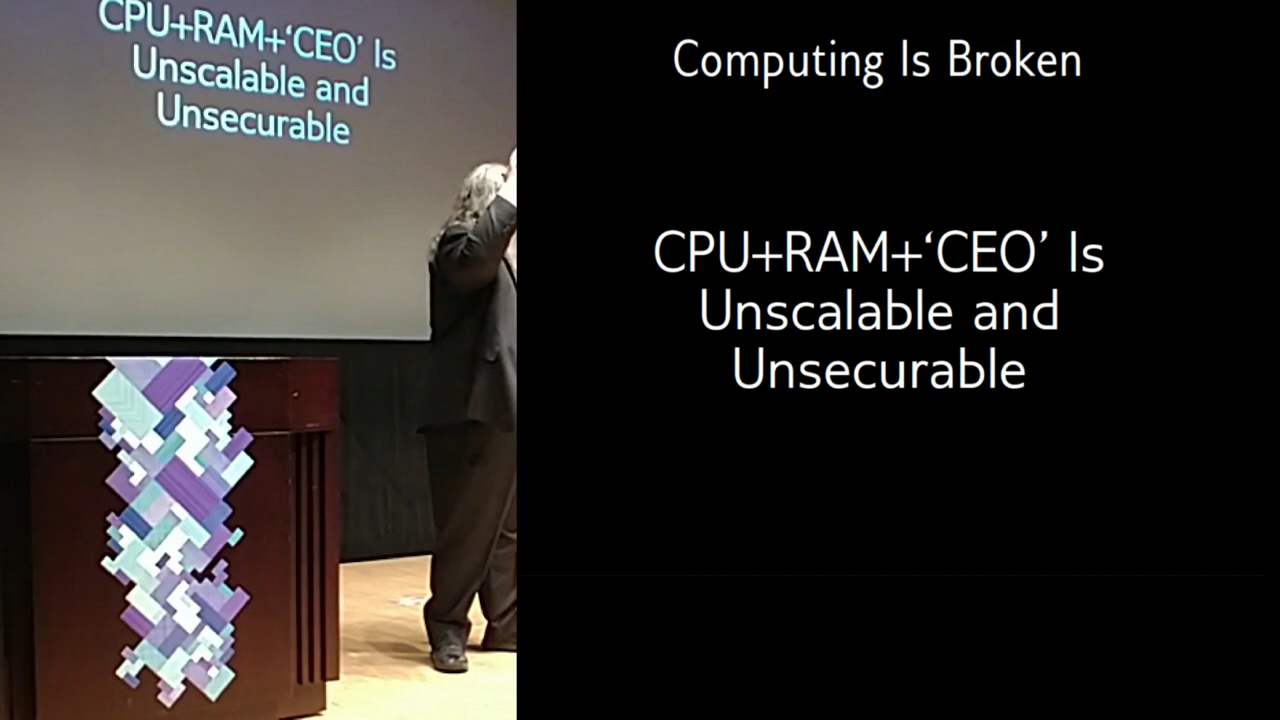 CPU+RAM+‘CEO’ Is
Unscalable and
Unsecurable
Computing Is Broken
CPU+RAM+‘CEO’ Is
Unscalable and
Unsecurable